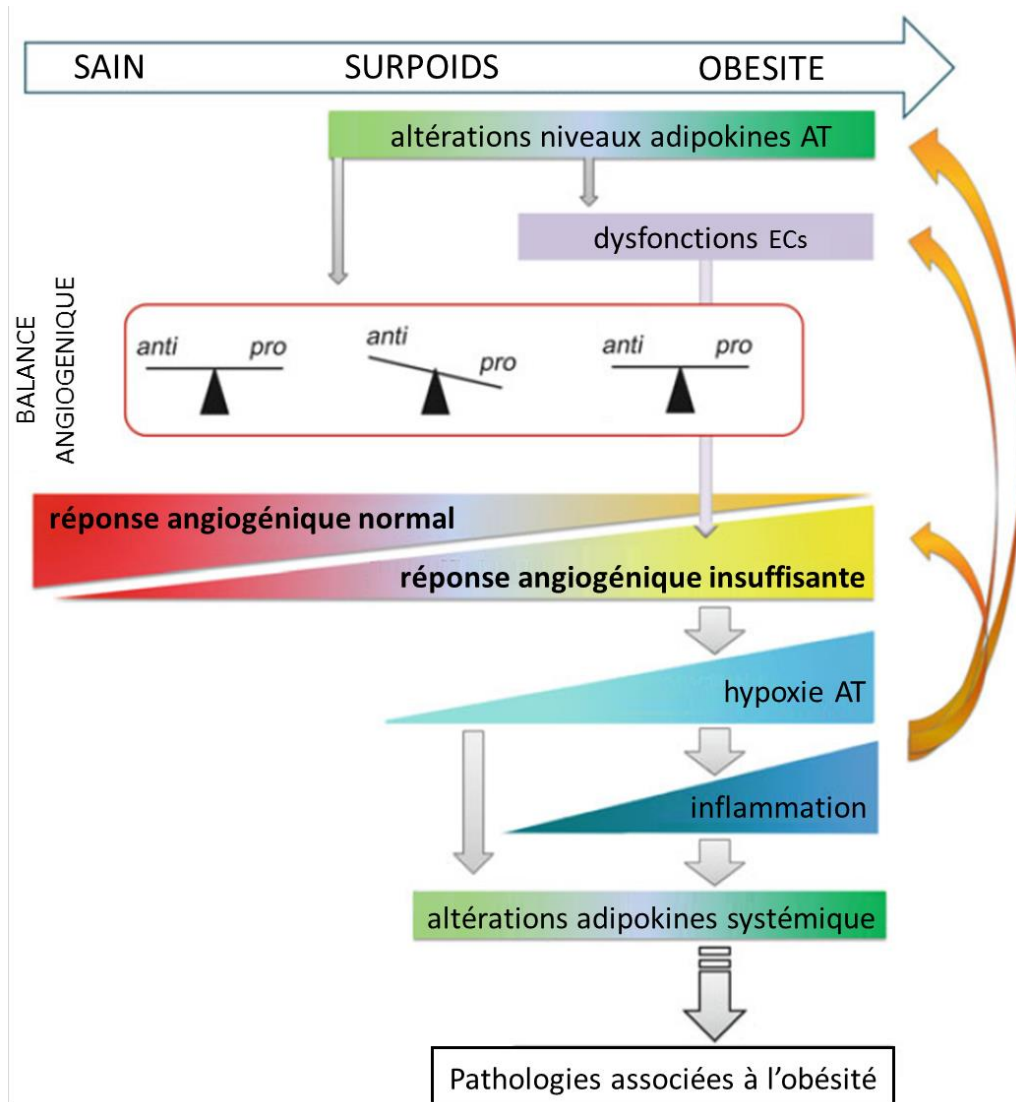 SAIN SURPOIDS OBESITE
altérations niveaux adipokines AT
dysfonctions ECs
BALANCE
ANGIOGENIQUE
anti pro
anti pro
anti pro
réponse angiogénique normal
réponse angiogénique insuffisante
hypoxie AT
inflammation
altérations adipokines systémique
Pathologies associées à l'obésité